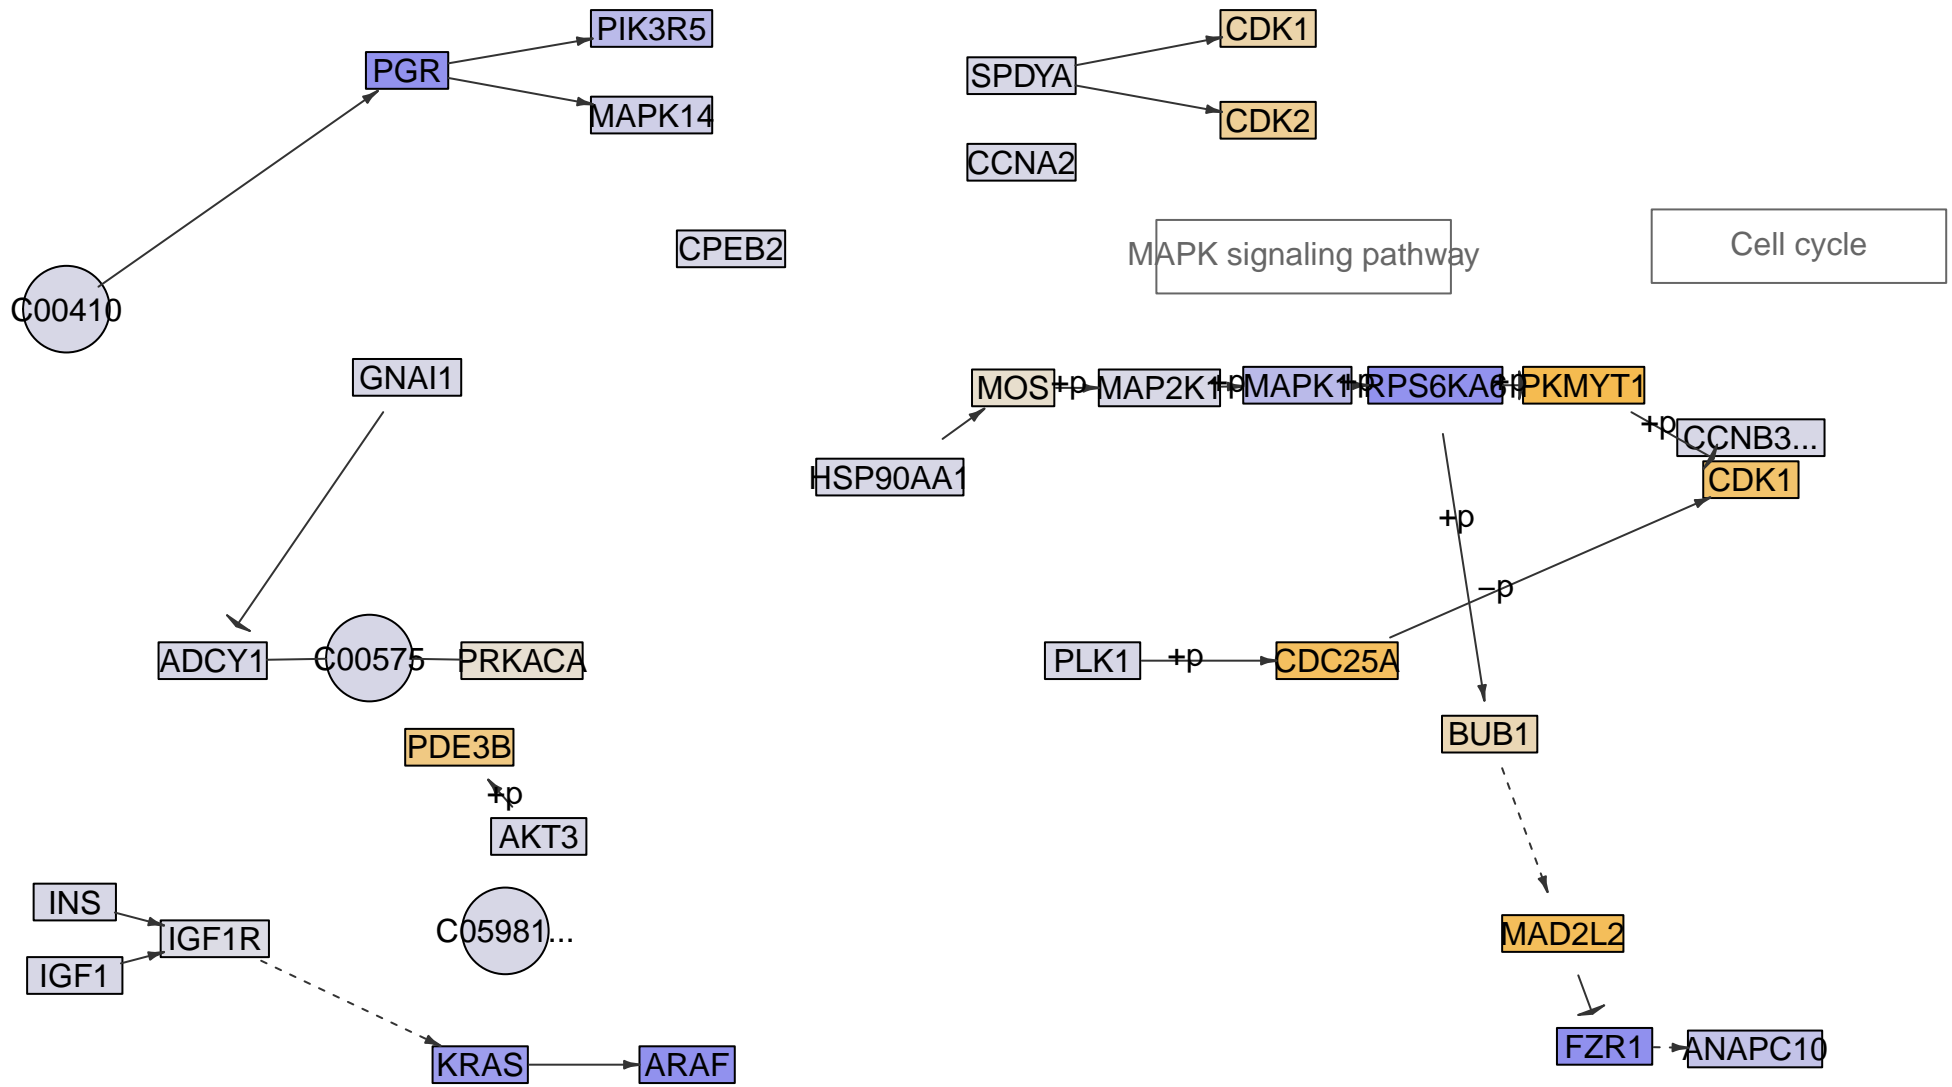 PIK3R5
CDK1
PGR
SPDYA
MAPK14
CDK2
CCNA2
CPEB2
MAPK signaling pathway
Cell cycle
C00410
GNAI1
MOS
+p
MAP2K1
+p
MAPK1
+p
RPS6KA6
+p
PKMYT1
+p
CCNB3...
HSP90AA1
CDK1
+p
−p
ADCY1
C00575
PRKACA
PLK1
+p
CDC25A
BUB1
PDE3B
+p
AKT3
INS
IGF1R
C05981...
MAD2L2
IGF1
KRAS
ARAF
FZR1
ANAPC10